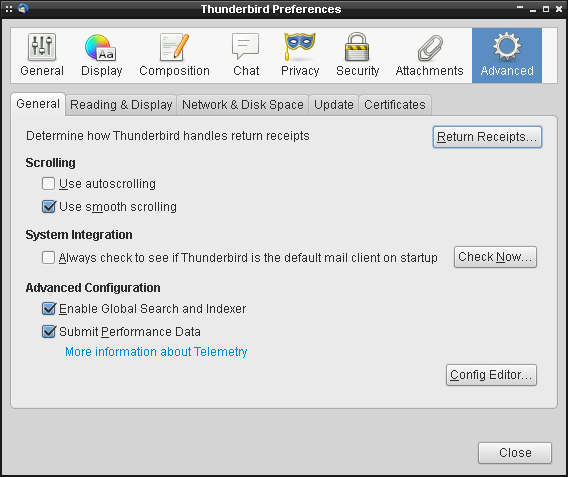 Thunderbird Preferences
General Display Composition Chat Privacy Security Attachments Advanced
General Reading & Display Network & Disk Space Update Certificates
Determine how Thunderbird handles return receipts Return Receipts...
Scrolling
Use autoscrolling
Use smooth scrolling
System Integration
Always check to see if Thunderbird is the default mail client on startup Check Now...
Advanced Configuration
Enable Global Search and Indexer
Submit Performance Data
More information about Telemetry
Config Editor...
Close